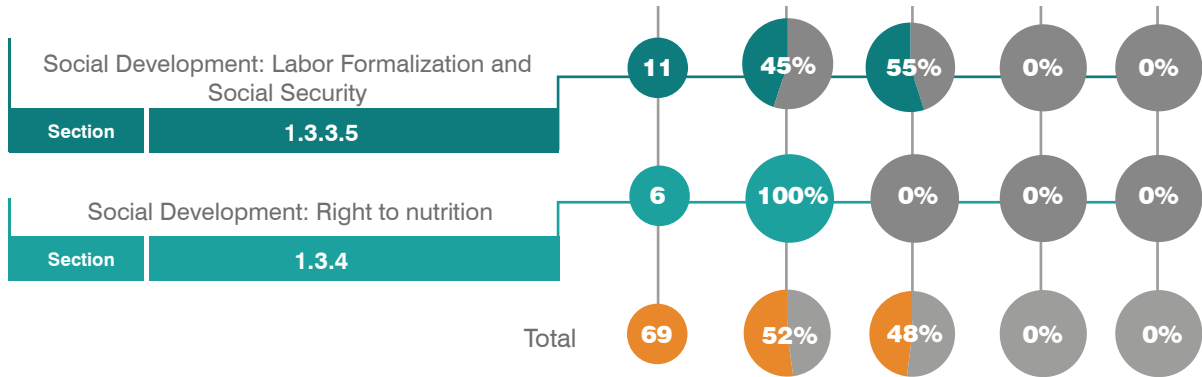 Social Development: Labor Formalization and
Social Security
Section 1.3.3.5
11 45% 55% 0% 0%
Social Development: Right to nutrition
Section 1.3.4
6 100% 0% 0% 0%
Total 69 52% 48% 0% 0%